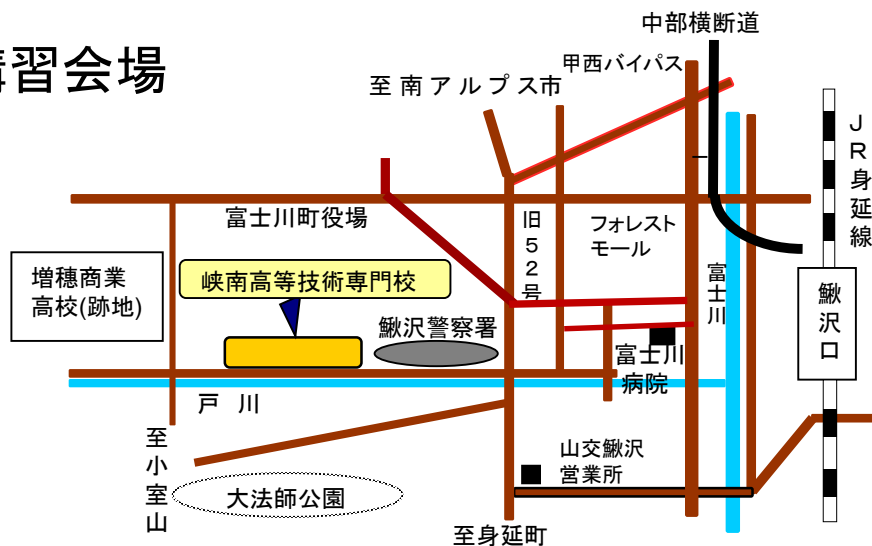 中部横断道
講習会場
甲西バイパス
至 南 ア ル プ ス 市
JR身延線
富士川町役場
旧52号
フォレスト
モール
富士川
増穂商業
高校(跡地)
峡南高等技術専門校
鰍沢口
鰍沢警察署
富士川
病院
戸 川
至小室山
山交鰍沢
営業所
大法師公園
至身延町